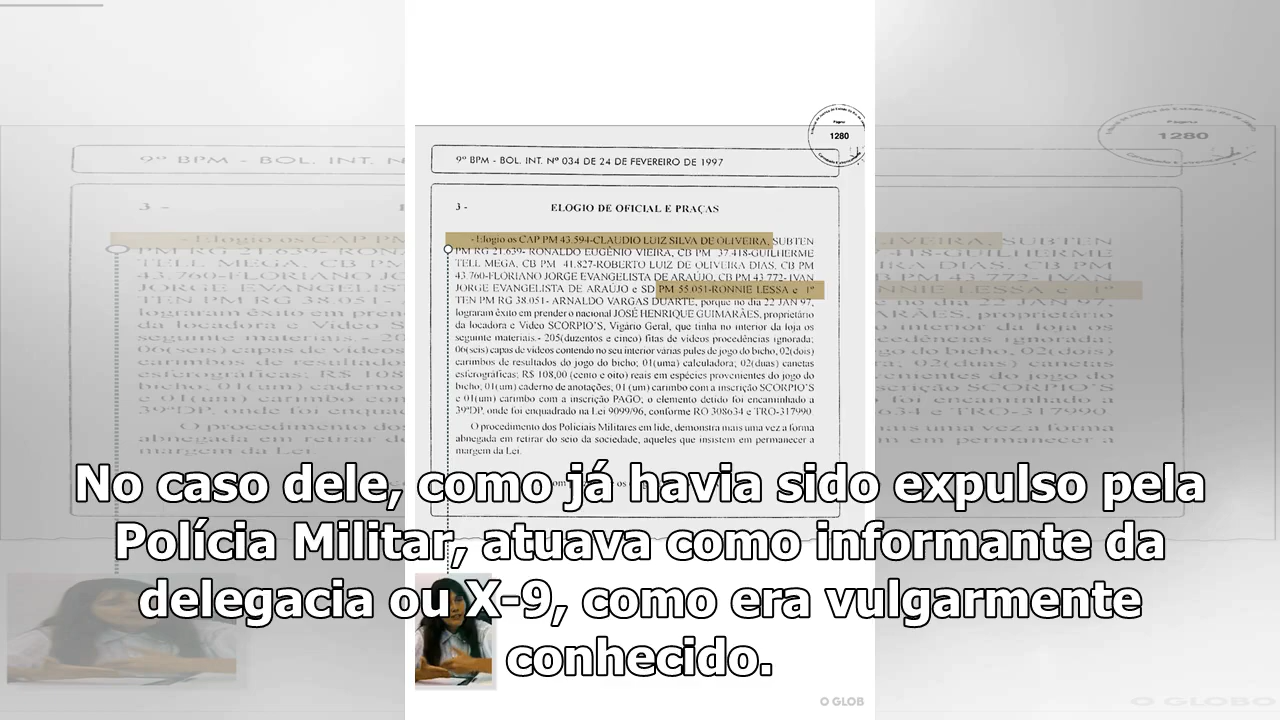 1280
9º BPM - BOL. INT. Nº 034 DE 24 DE FEVEREIRO DE 1997
3 - ELOGIO DE OFICIAL E PRAÇAS
- Elogio os CAP PM 43.594-CLAUDIO LUIZ SILVA DE OLIVEIRA, SUBTEN
PM RG 21.639- RONALDO EUGÊNIO VIEIRA, CB PM 37.418-GUILHERME
TELL MEGA, CB PM 41.827-ROBERTO LUIZ DE OLIVEIRA DIAS, CB PM
43.760-FLORIANO JORGE EVANGELISTA DE ARAÚJO, CB PM 43.772- IVAN
JORGE EVANGELISTA DE ARAÚJO e SD PM 55.051-RONNIE LESSA e 1º
TEN PM RG 38.051- ARNALDO VARGAS DUARTE, porque no dia 22 JAN 97,
lograram êxito em prender o nacional JOSÉ HENRIQUE GUIMARÃES, proprietário
da locadora e Video SCORPIO'S, Vigário Geral, que tinha no interior da loja os
seguinte materiais.- 205(duzentos e cinco) fitas de vídeos procedências ignorada;
06(seis) capas de vídeos contendo no seu interior várias pules de jogo do bicho, 02(dois)
carimbos de resultados do jogo do bicho; 01(uma) calculadora; 02(duas) canetas
esferográficas; R$ 108,00 (cento e oito) reais em espécies provenientes do jogo do
bicho, 01(um) caderno de anotações; 01 (um) carimbo com a inscrição SCORPIO'S
e 01(um) carimbo com a inscrição PAGO, o elemento detido foi encaminhado a
39ªDP, onde foi enquadrado na Lei 9099/96, conforme RO 308634 e TRO-317990
O procedimento dos Policiais Militares em lide, demonstra mais uma vez a forma
abnegada em retirar do seio da sociedade, aqueles que insistem em permanecer a
margem da Lei.
No caso dele, como já havia sido expulso pela
Polícia Militar, atuava como informante da
delegacia ou X-9, como era vulgarmente
conhecido.
O GLOB
O GLOBO